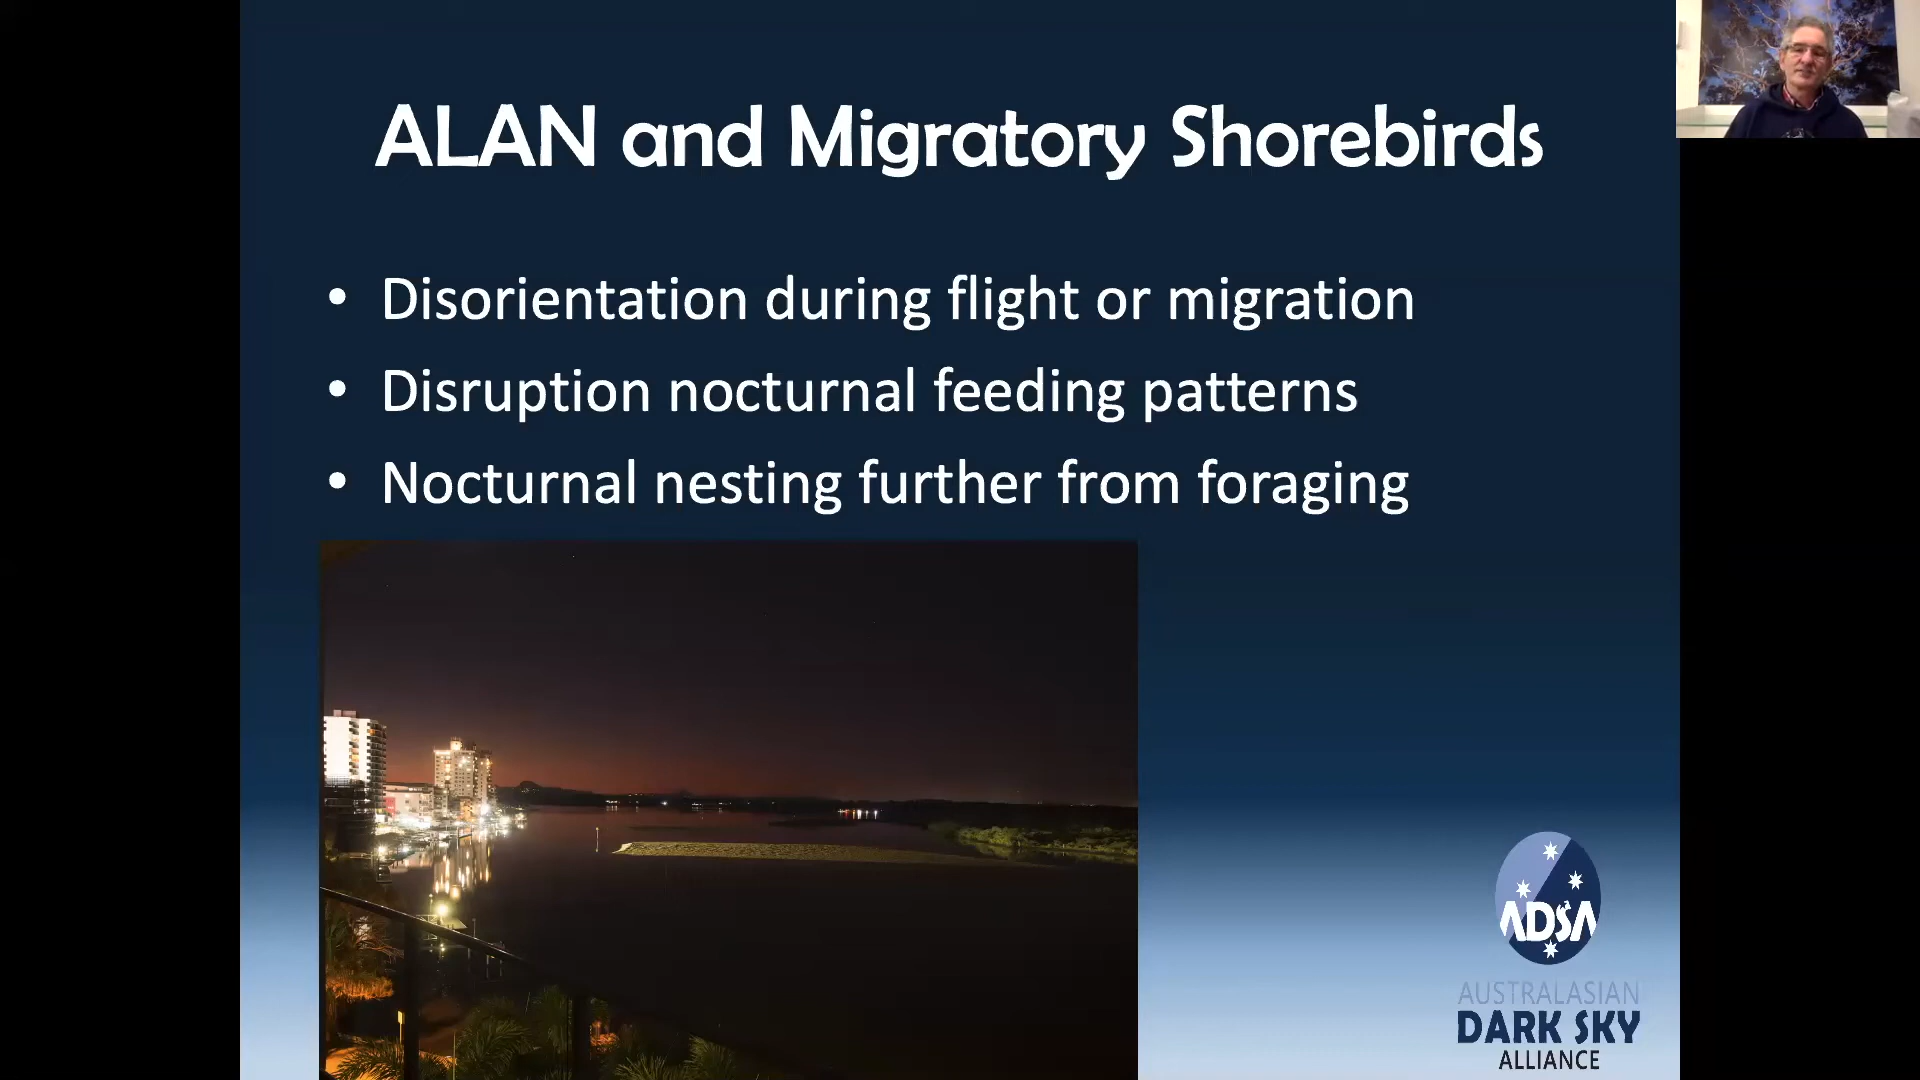 ALAN and Migratory Shorebirds
• Disorientation during flight or migration
• Disruption nocturnal feeding patterns
• Nocturnal nesting further from foraging
ADSA
AUSTRALASIAN
DARK SKY
ALLIANCE